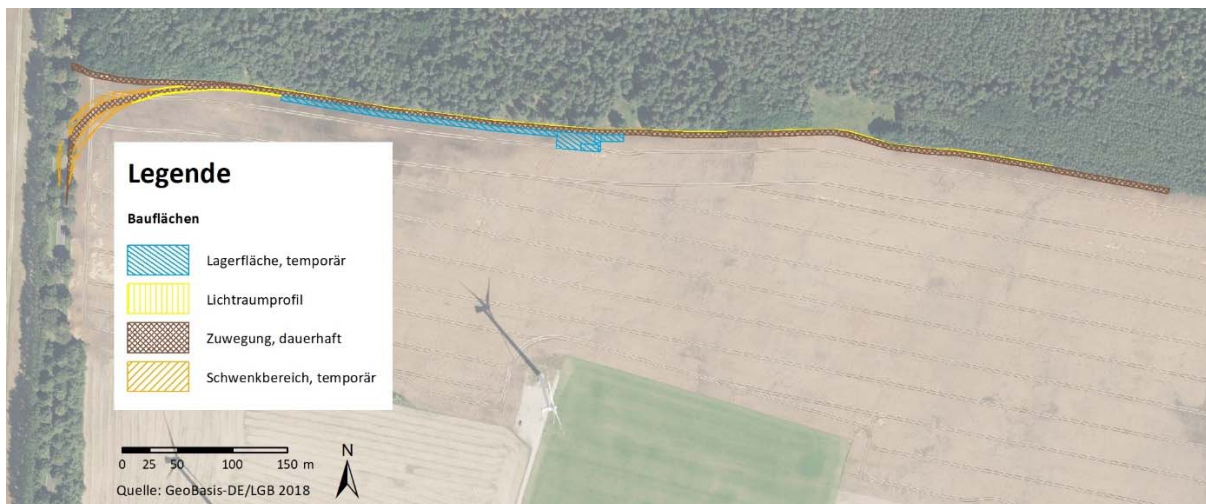 Legende
Bauflächen
Lagerfläche, temporär
Lichtraumprofil
Zuwegung, dauerhaft
Schwenkbereich, temporär
0 25 50 100 150 m
N
Quelle: GeoBasis-DE/LGB 2018